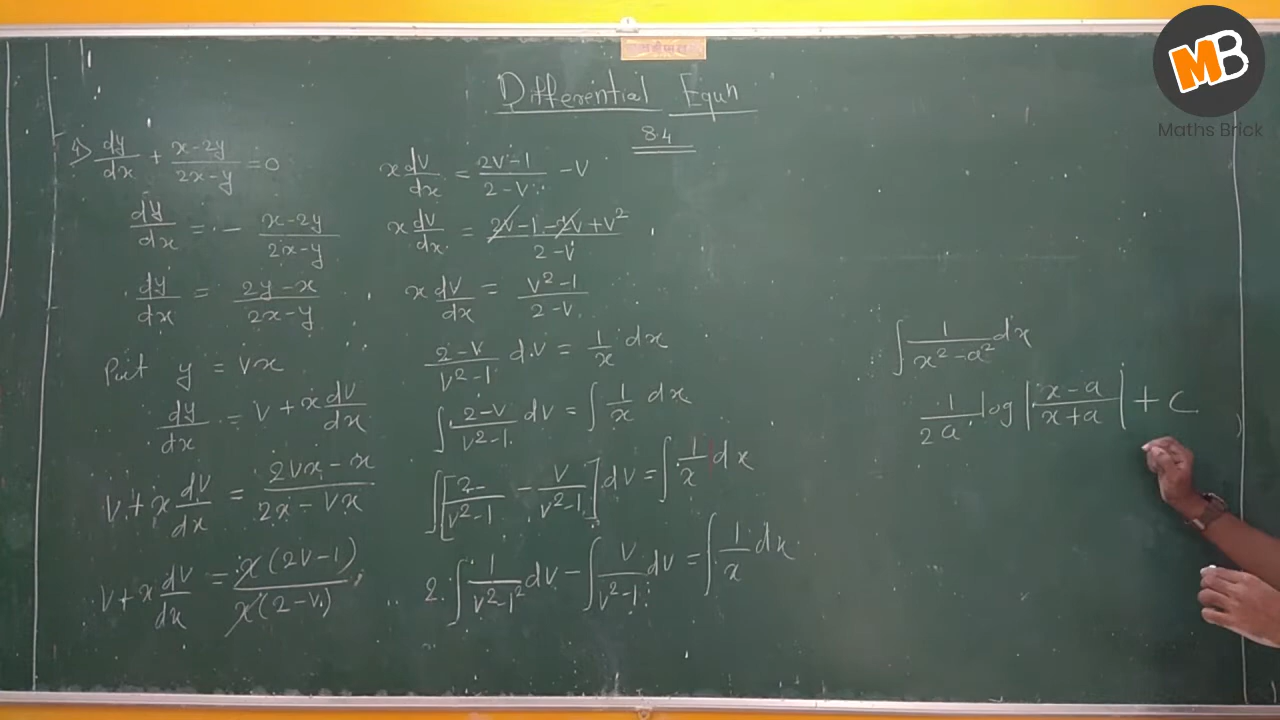 MB
Maths Brick
Differential Equn
8.4
4) dy/dx + (x-2y)/(2x-y) = 0
dy/dx = - (x-2y)/(2x-y)
dy/dx = (2y-x)/(2x-y)
Put y = vx
dy/dx = v + x dv/dx
v + x dv/dx = (2vx - x)/(2x - vx)
v + x dv/dx = x(2v-1)/x(2-v)
x dv/dx = (2v-1)/(2-v) - v
x dv/dx = (2v-1-2v+v²)/(2-v)
x dv/dx = (v²-1)/(2-v)
(2-v)/(v²-1) dv = 1/x dx
∫ (2-v)/(v²-1) dv = ∫ 1/x dx
∫ [2/(v²-1) - v/(v²-1)] dv = ∫ 1/x dx
2.∫ 1/(v²-1²) dv - ∫ v/(v²-1) dv = ∫ 1/x dx
∫ 1/(x²-a²) dx
1/2a log |(x-a)/(x+a)| + c